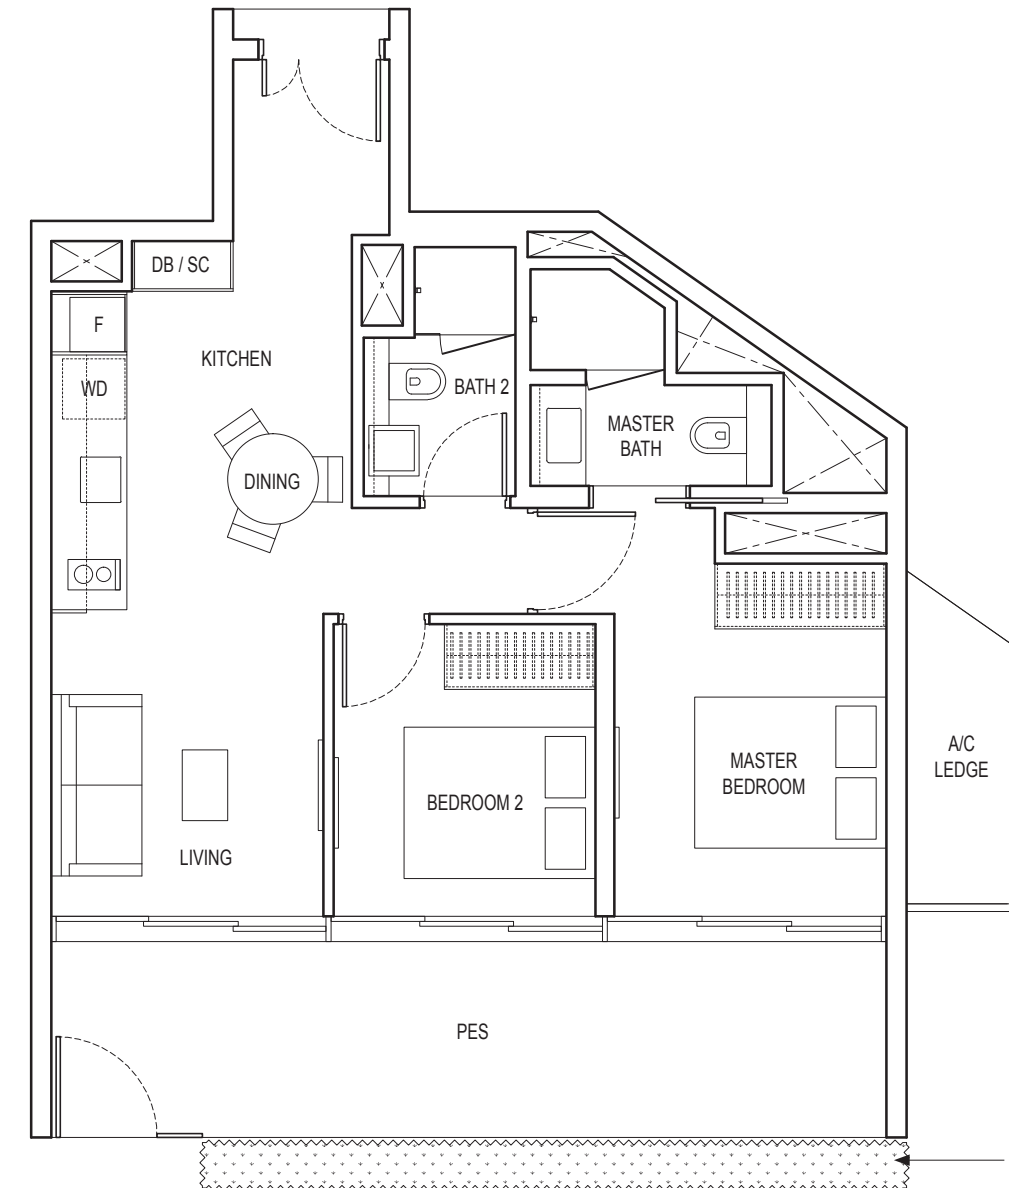 DB / SC
F
KITCHEN
WD
BATH 2
MASTER
BATH
DINING
MASTER
BEDROOM
A/C
LEDGE
BEDROOM 2
LIVING
PES